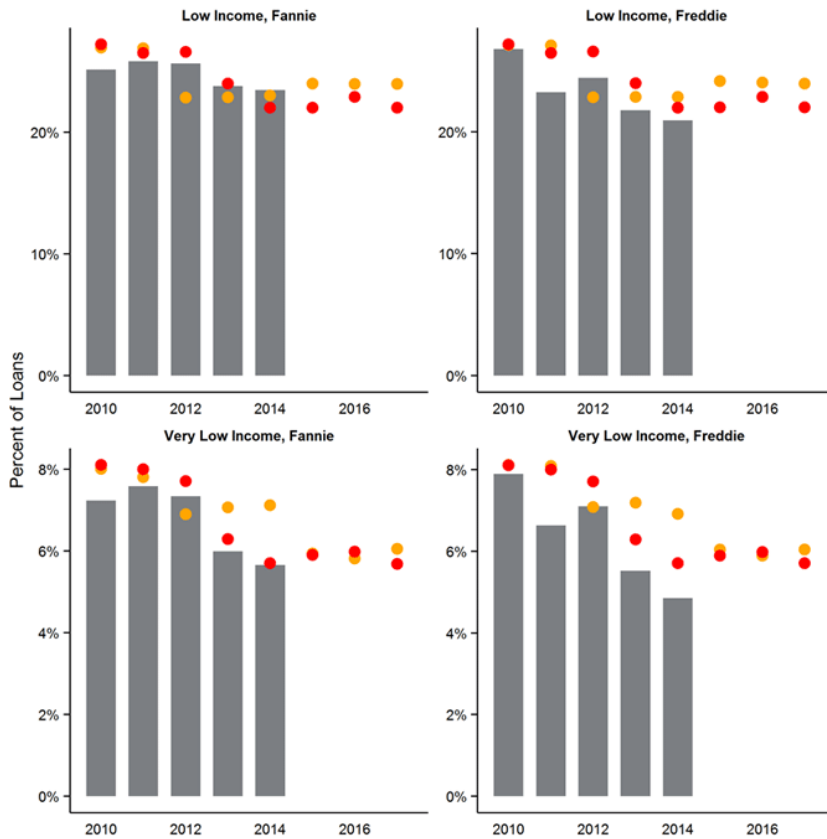 Low Income, Fannie
Low Income, Freddie
20%
10%
0%
2010 2012 2014 2016
20%
10%
0%
2010 2012 2014 2016
Percent of Loans
Very Low Income, Fannie
Very Low Income, Freddie
8%
6%
4%
2%
0%
2010 2012 2014 2016
8%
6%
4%
2%
0%
2010 2012 2014 2016